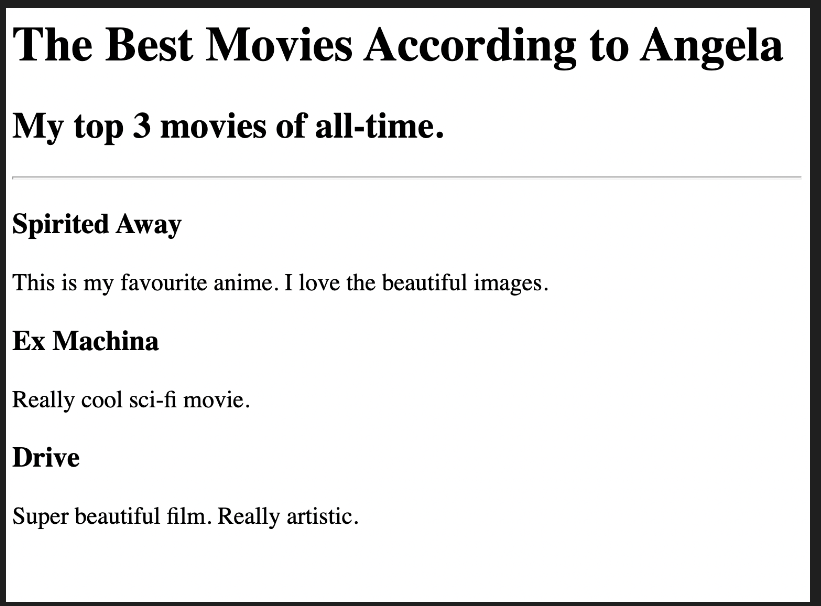 The Best Movies According to Angela
My top 3 movies of all-time.
Spirited Away
This is my favourite anime. I love the beautiful images.
Ex Machina
Really cool sci-fi movie.
Drive
Super beautiful film. Really artistic.